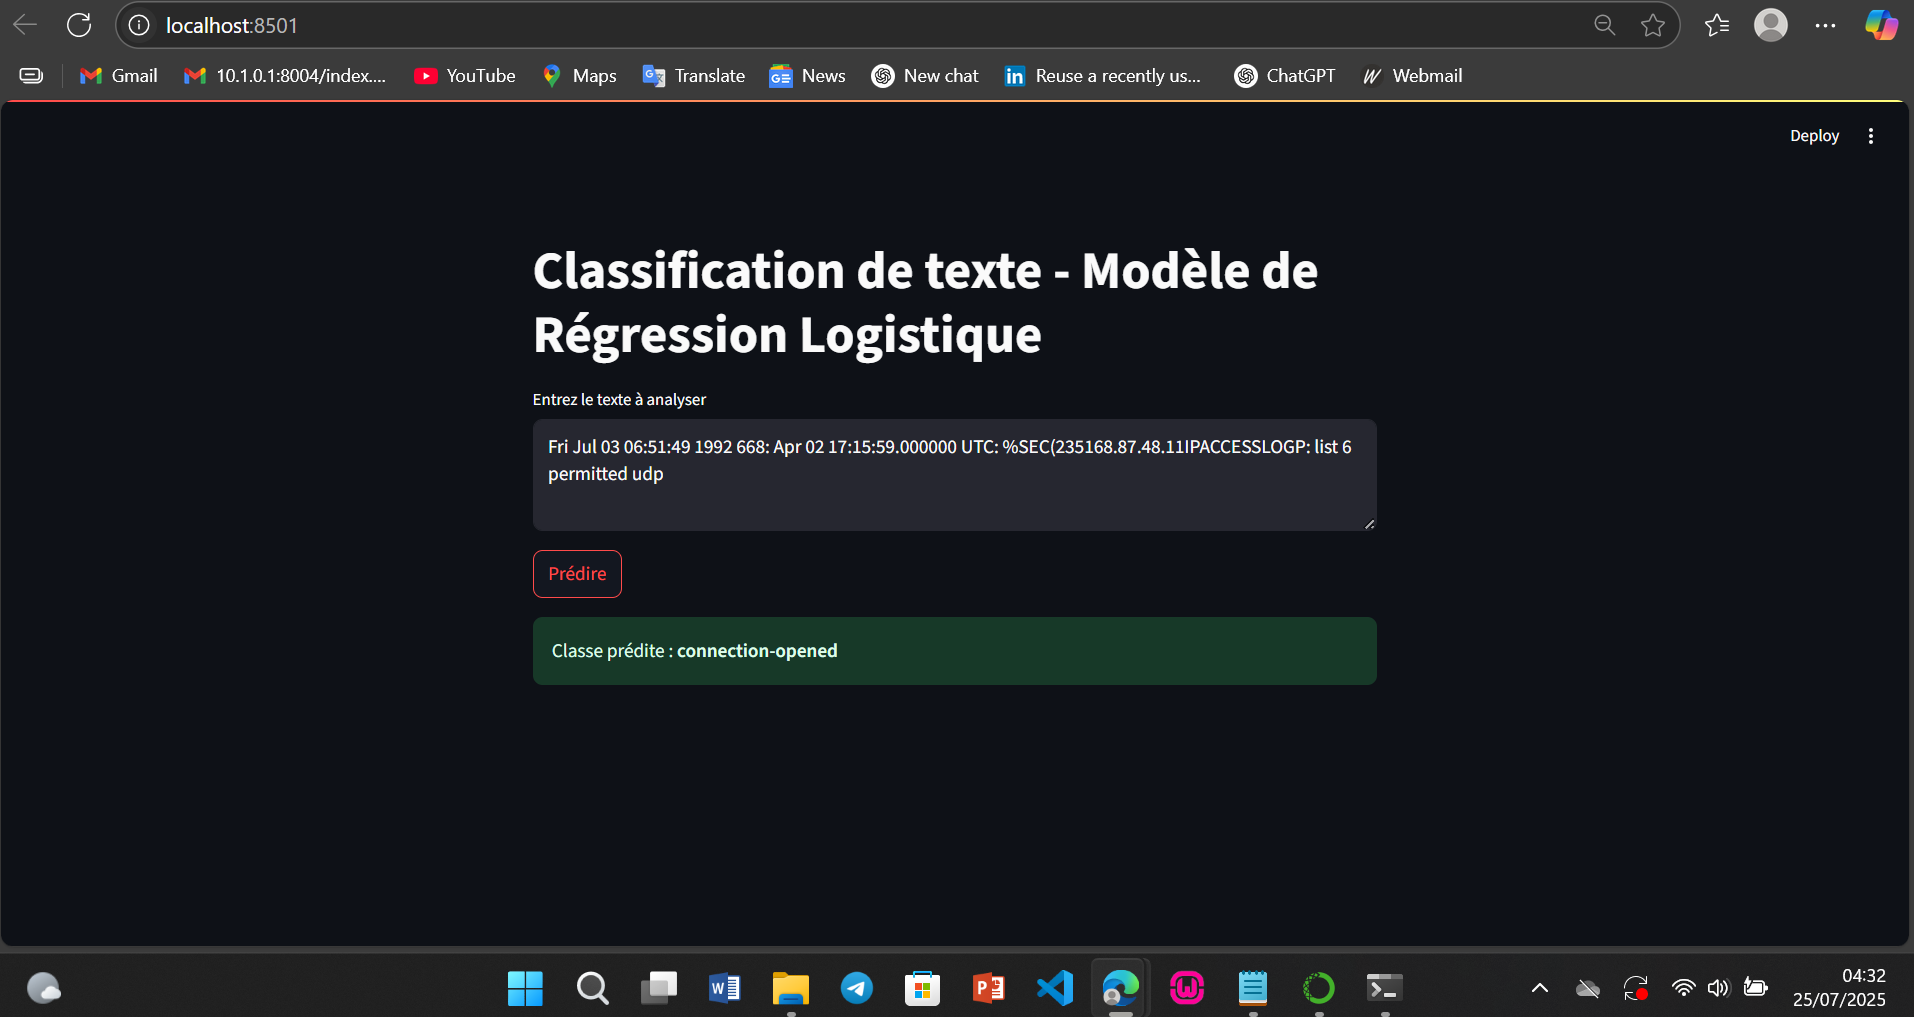 localhost:8501
Gmail
10.1.0.1:8004/index....
YouTube
Maps
Translate
News
New chat
Reuse a recently us...
ChatGPT
Webmail
Deploy
Classification de texte - Modèle de
Régression Logistique
Entrez le texte à analyser
Fri Jul 03 06:51:49 1992 668: Apr 02 17:15:59.000000 UTC: %SEC(235168.87.48.11IPACCESSLOGP: list 6
permitted udp
Prédire
Classe prédite : connection-opened
04:32
25/07/2025